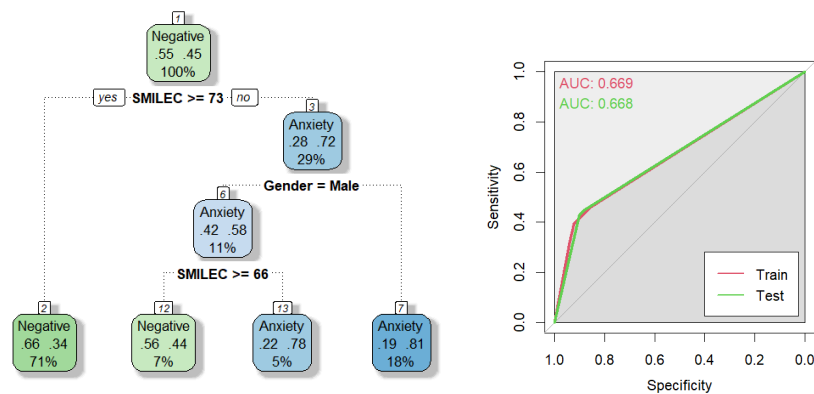 1
Negative
.55 .45
100%
yes SMILEC >= 73 no
3
Anxiety
.28 .72
29%
Gender = Male
6
Anxiety
.42 .58
11%
SMILEC >= 66
2
Negative
.66 .34
71%
12
Negative
.56 .44
7%
13
Anxiety
.22 .78
5%
7
Anxiety
.19 .81
18%
AUC: 0.669
AUC: 0.668
1.0
0.8
0.6
0.4
0.2
0.0
Sensitivity
Train
Test
1.0 0.8 0.6 0.4 0.2 0.0
Specificity